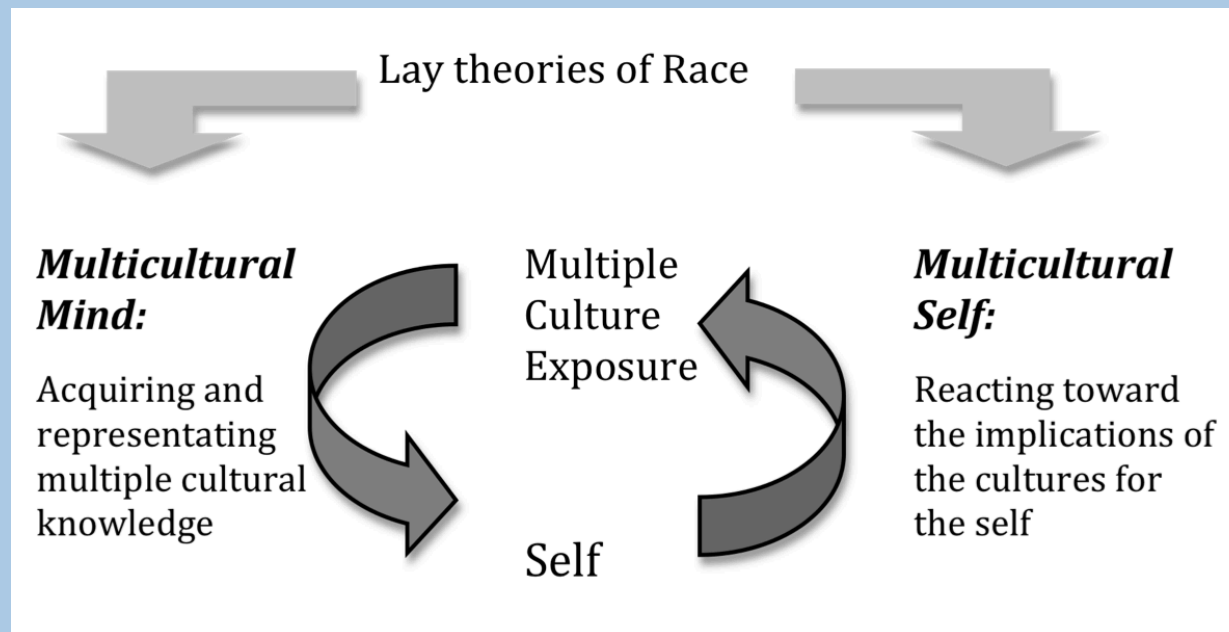 Lay theories of Race
Multicultural
Mind:
Acquiring and
representating
multiple cultural
knowledge
Multiple
Culture
Exposure
Self
Multicultural
Self:
Reacting toward
the implications of
the cultures for
the self